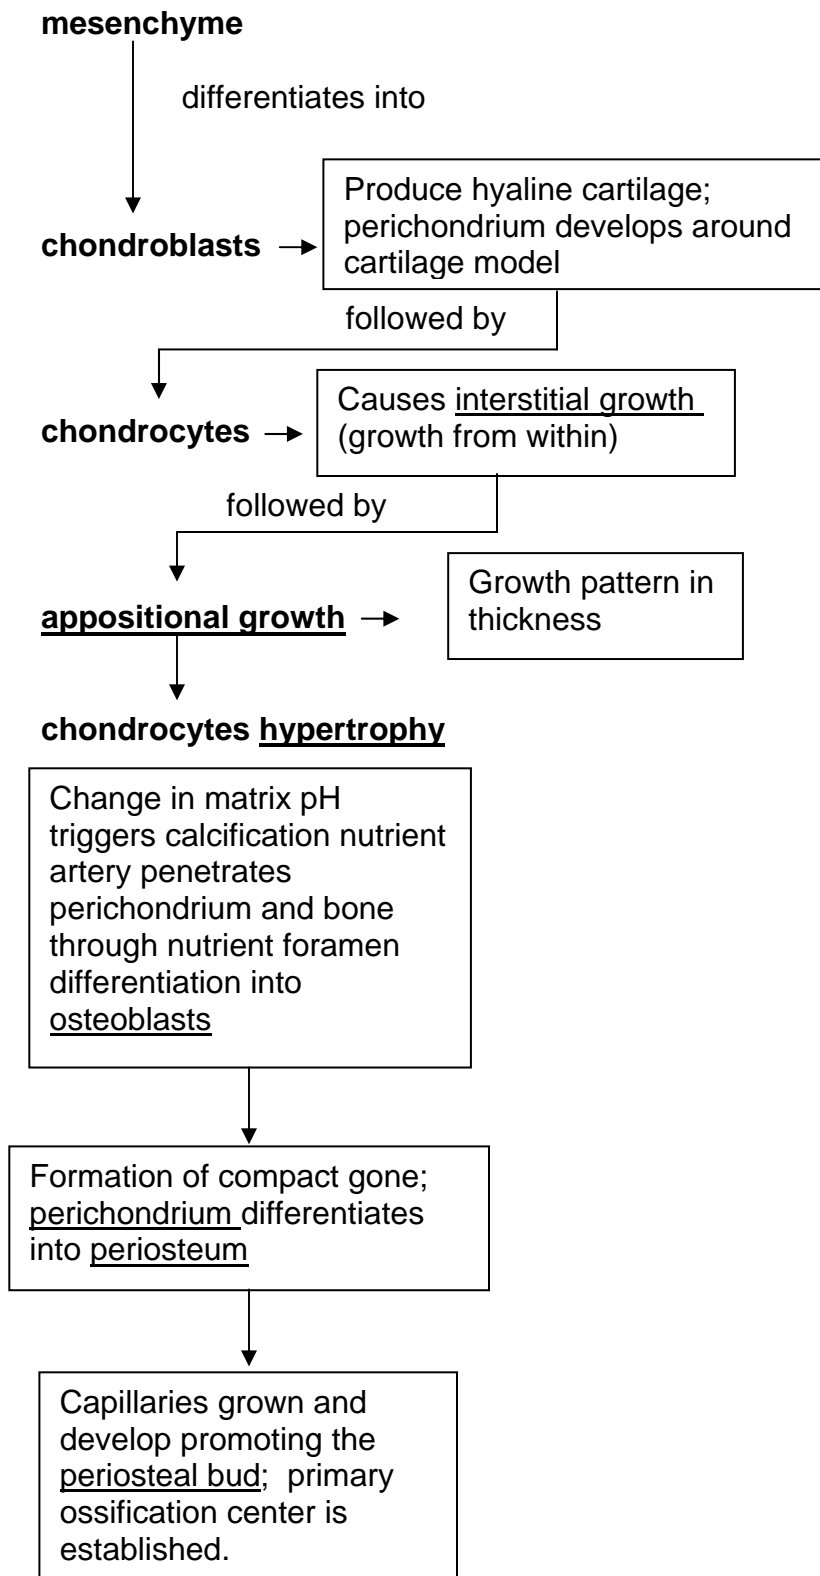 mesenchyme
differentiates into
Produce hyaline cartilage;
perichondrium develops around
cartilage model
chondroblasts
followed by
Causes interstitial growth
(growth from within)
chondrocytes
followed by
Growth pattern in
thickness
appositional growth
chondrocytes hypertrophy
Change in matrix pH
triggers calcification nutrient
artery penetrates
perichondrium and bone
through nutrient foramen
differentiation into
osteoblasts
Formation of compact gone;
perichondrium differentiates
into periosteum
Capillaries grown and
develop promoting the
periosteal bud;  primary
ossification center is
established.